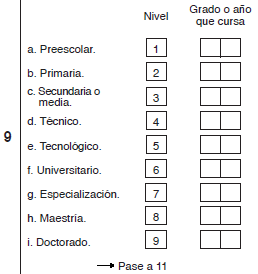 Nivel
Grado o año
que cursa
a. Preescolar. 1
b. Primaria. 2
c. Secundaria o
media. 3
d. Técnico. 4
9
e. Tecnológico. 5
f. Universitario. 6
g. Especialización. 7
h. Maestría. 8
i. Doctorado. 9
→ Pase a 11